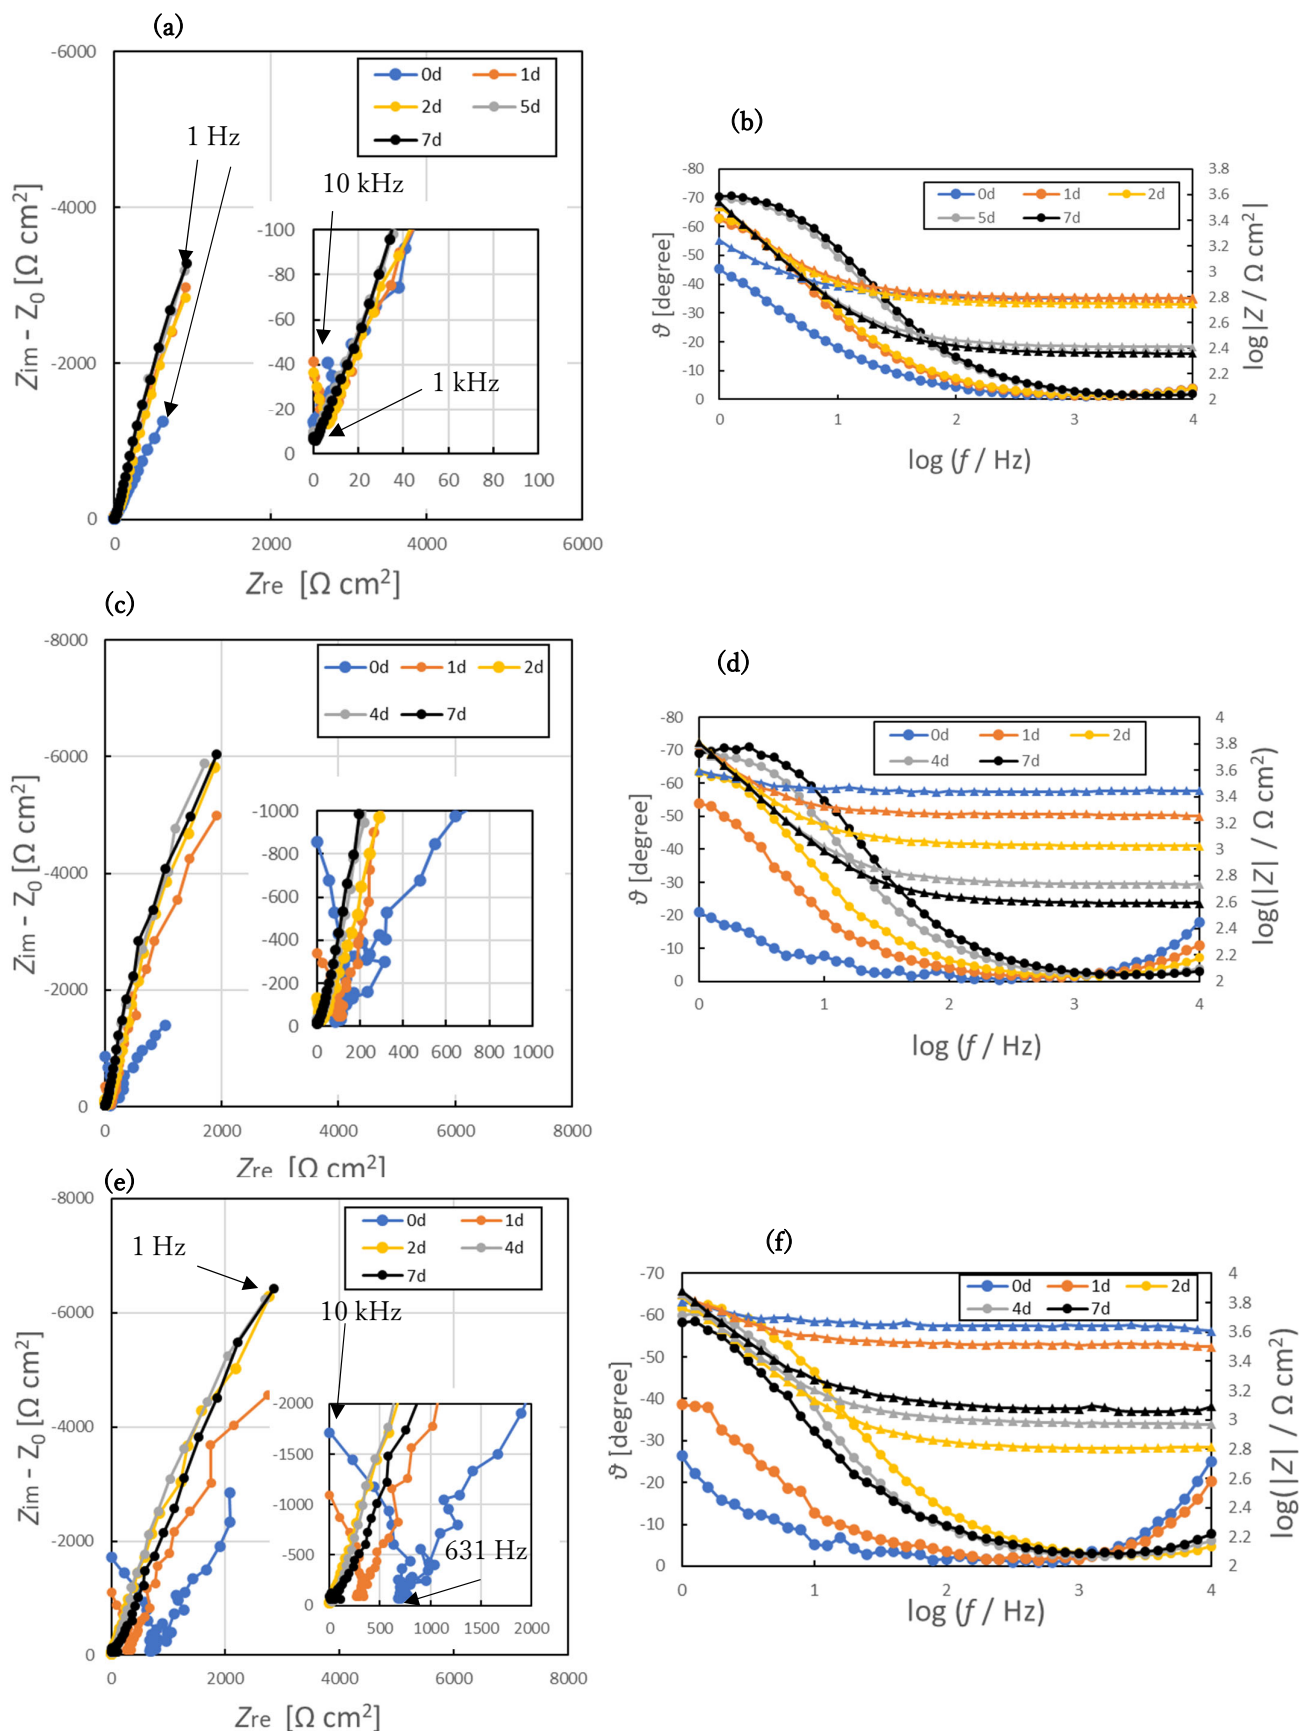 (a)
-6000
-4000
-2000
0
0 2000 4000 6000
Zim – Z0 [Ω cm2]
Zre [Ω cm2]
0d 1d
2d 5d
7d
1 Hz
10 kHz
1 kHz
-100
-80
-60
-40
-20
0
0 20 40 60 80 100
(b)
-80
-70
-60
-50
-40
-30
-20
-10
0
ϑ [degree]
0d 1d 2d
5d 7d
3.8
3.6
3.4
3.2
3
2.8
2.6
2.4
2.2
2
log|Z / Ω cm2|
0 1 2 3 4
log (f / Hz)
(c)
-8000
-6000
-4000
-2000
0
0 2000 4000 6000 8000
Zim – Z0 [Ω cm2]
Zre [Ω cm2]
0d 1d 2d
4d 7d
-1000
-800
-600
-400
-200
0
0 200 400 600 800 1000
(d)
-80
-70
-60
-50
-40
-30
-20
-10
0
ϑ [degree]
0d 1d 2d
4d 7d
4
3.8
3.6
3.4
3.2
3
2.8
2.6
2.4
2.2
2
log(|Z| / Ω cm2)
0 1 2 3 4
log (f / Hz)
(e)
-8000
-6000
-4000
-2000
0
0 2000 4000 6000 8000
Zim – Z0 [Ω cm2]
Zre [Ω cm2]
0d 1d
2d 4d
7d
1 Hz
10 kHz
631 Hz
-2000
-1500
-1000
-500
0
0 500 1000 1500 2000
(f)
-70
-60
-50
-40
-30
-20
-10
0
ϑ [degree]
0d 1d 2d
4d 7d
4
3.8
3.6
3.4
3.2
3
2.8
2.6
2.4
2.2
2
log(|Z| / Ω cm2)
0 1 2 3 4
log (f / Hz)